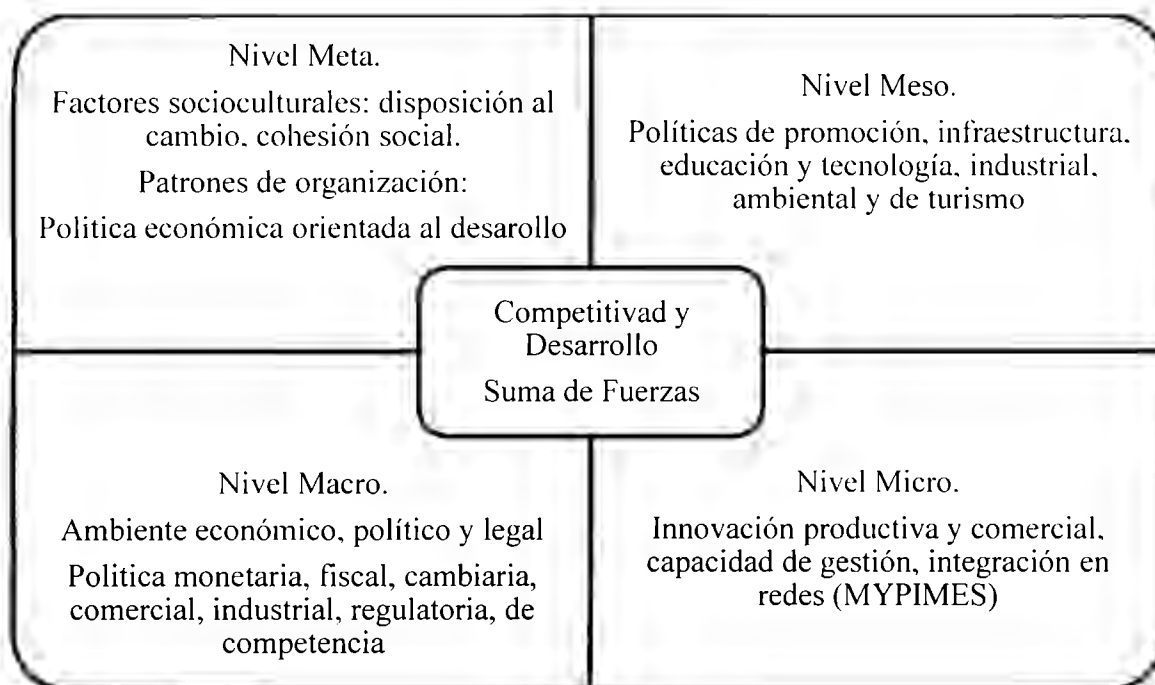 Nivel Meta.
Factores socioculturales: disposición al
cambio, cohesión social.
Patrones de organización:
Politica económica orientada al desarollo
Nivel Meso.
Políticas de promoción, infraestructura,
educación y tecnología, industrial,
ambiental y de turismo
Competitivad y
Desarrollo
Suma de Fuerzas
Nivel Macro.
Ambiente económico, político y legal
Politica monetaria, fiscal, cambiaria,
comercial, industrial, regulatoria, de
competencia
Nivel Micro.
Innovación productiva y comercial,
capacidad de gestión, integración en
redes (MYPIMES)